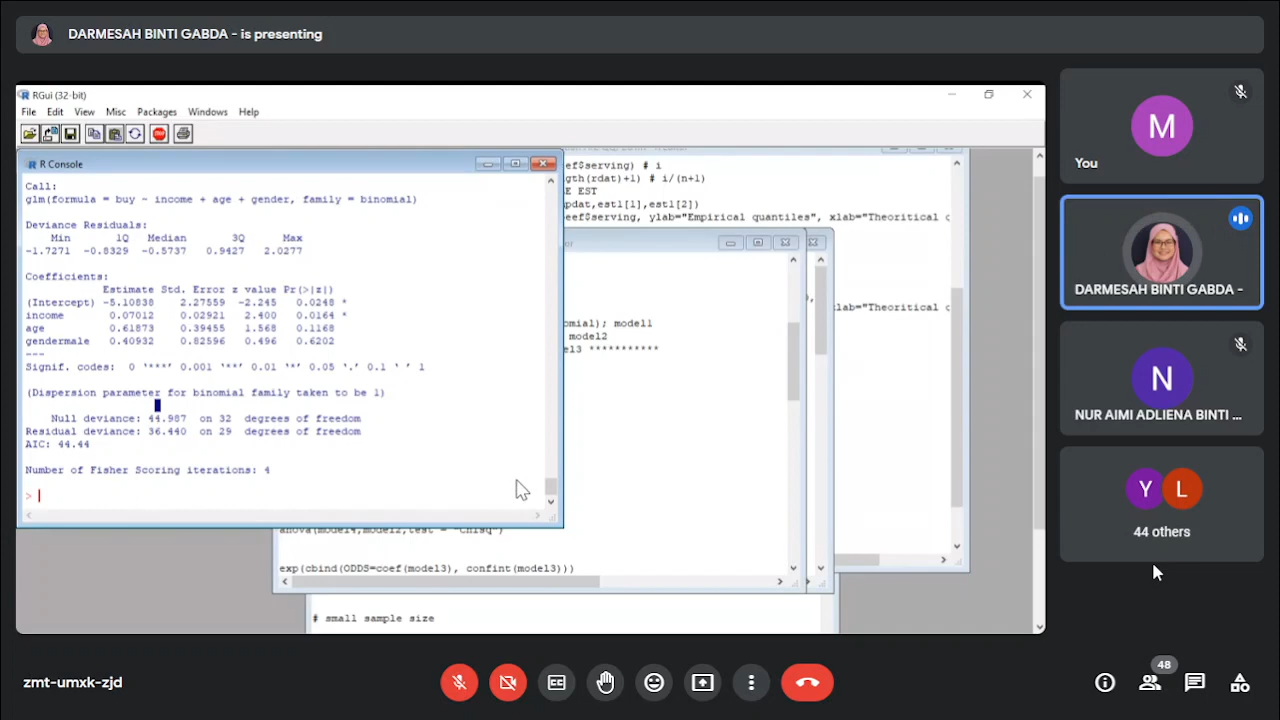 DARMESAH BINTI GABDA - is presenting
RGui (32-bit)
File Edit View Misc Packages Windows Help
STOP
R Console
Call:
glm(formula = buy ~ income + age + gender, family = binomial)
Deviance Residuals:
Min 1Q Median 3Q Max
-1.7271 -0.8329 -0.5737 0.9427 2.0277
Coefficients:
Estimate Std. Error z value Pr(>|z|)
(Intercept) -5.10838 2.27559 -2.245 0.0248 *
income 0.07012 0.02921 2.400 0.0164 *
age 0.61873 0.39455 1.568 0.1168
gendermale 0.40932 0.82596 0.496 0.6202
---
Signif. codes: 0 '***' 0.001 '**' 0.01 '*' 0.05 '.' 0.1 ' ' 1
(Dispersion parameter for binomial family taken to be 1)
Null deviance: 44.987 on 32 degrees of freedom
Residual deviance: 36.440 on 29 degrees of freedom
AIC: 44.44
Number of Fisher Scoring iterations: 4
>
ef$serving) # i
gth(rdat)+1) # i/(n+1)
E EST
pdat,est1[1],est1[2])
eef$serving, ylab="Empirical quantiles", xlab="Theoritical q
or
xlab="Theoritical q
omial); model1
model2
el3 ***********
anova(model4,model2,test = "Chisq")
exp(cbind(ODDS=coef(model3), confint(model3)))
# small sample size
M
You
DARMESAH BINTI GABDA -
N
NUR AIMI ADLIENA BINTI ...
Y L
44 others
zmt-umxk-zjd
CC
48